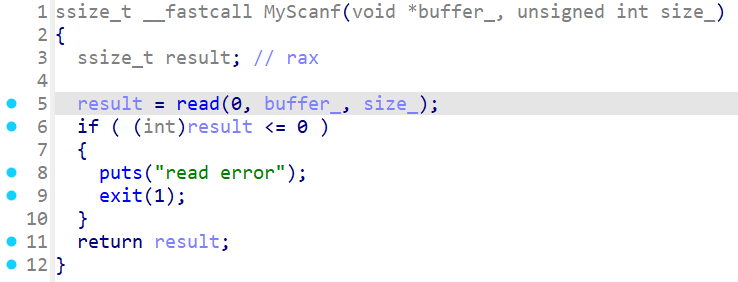 1 ssize_t __fastcall MyScanf(void *buffer_, unsigned int size_)
2 {
3   ssize_t result; // rax
4
5   result = read(0, buffer_, size_);
6   if ( (int)result <= 0 )
7   {
8     puts("read error");
9     exit(1);
10   }
11   return result;
12 }